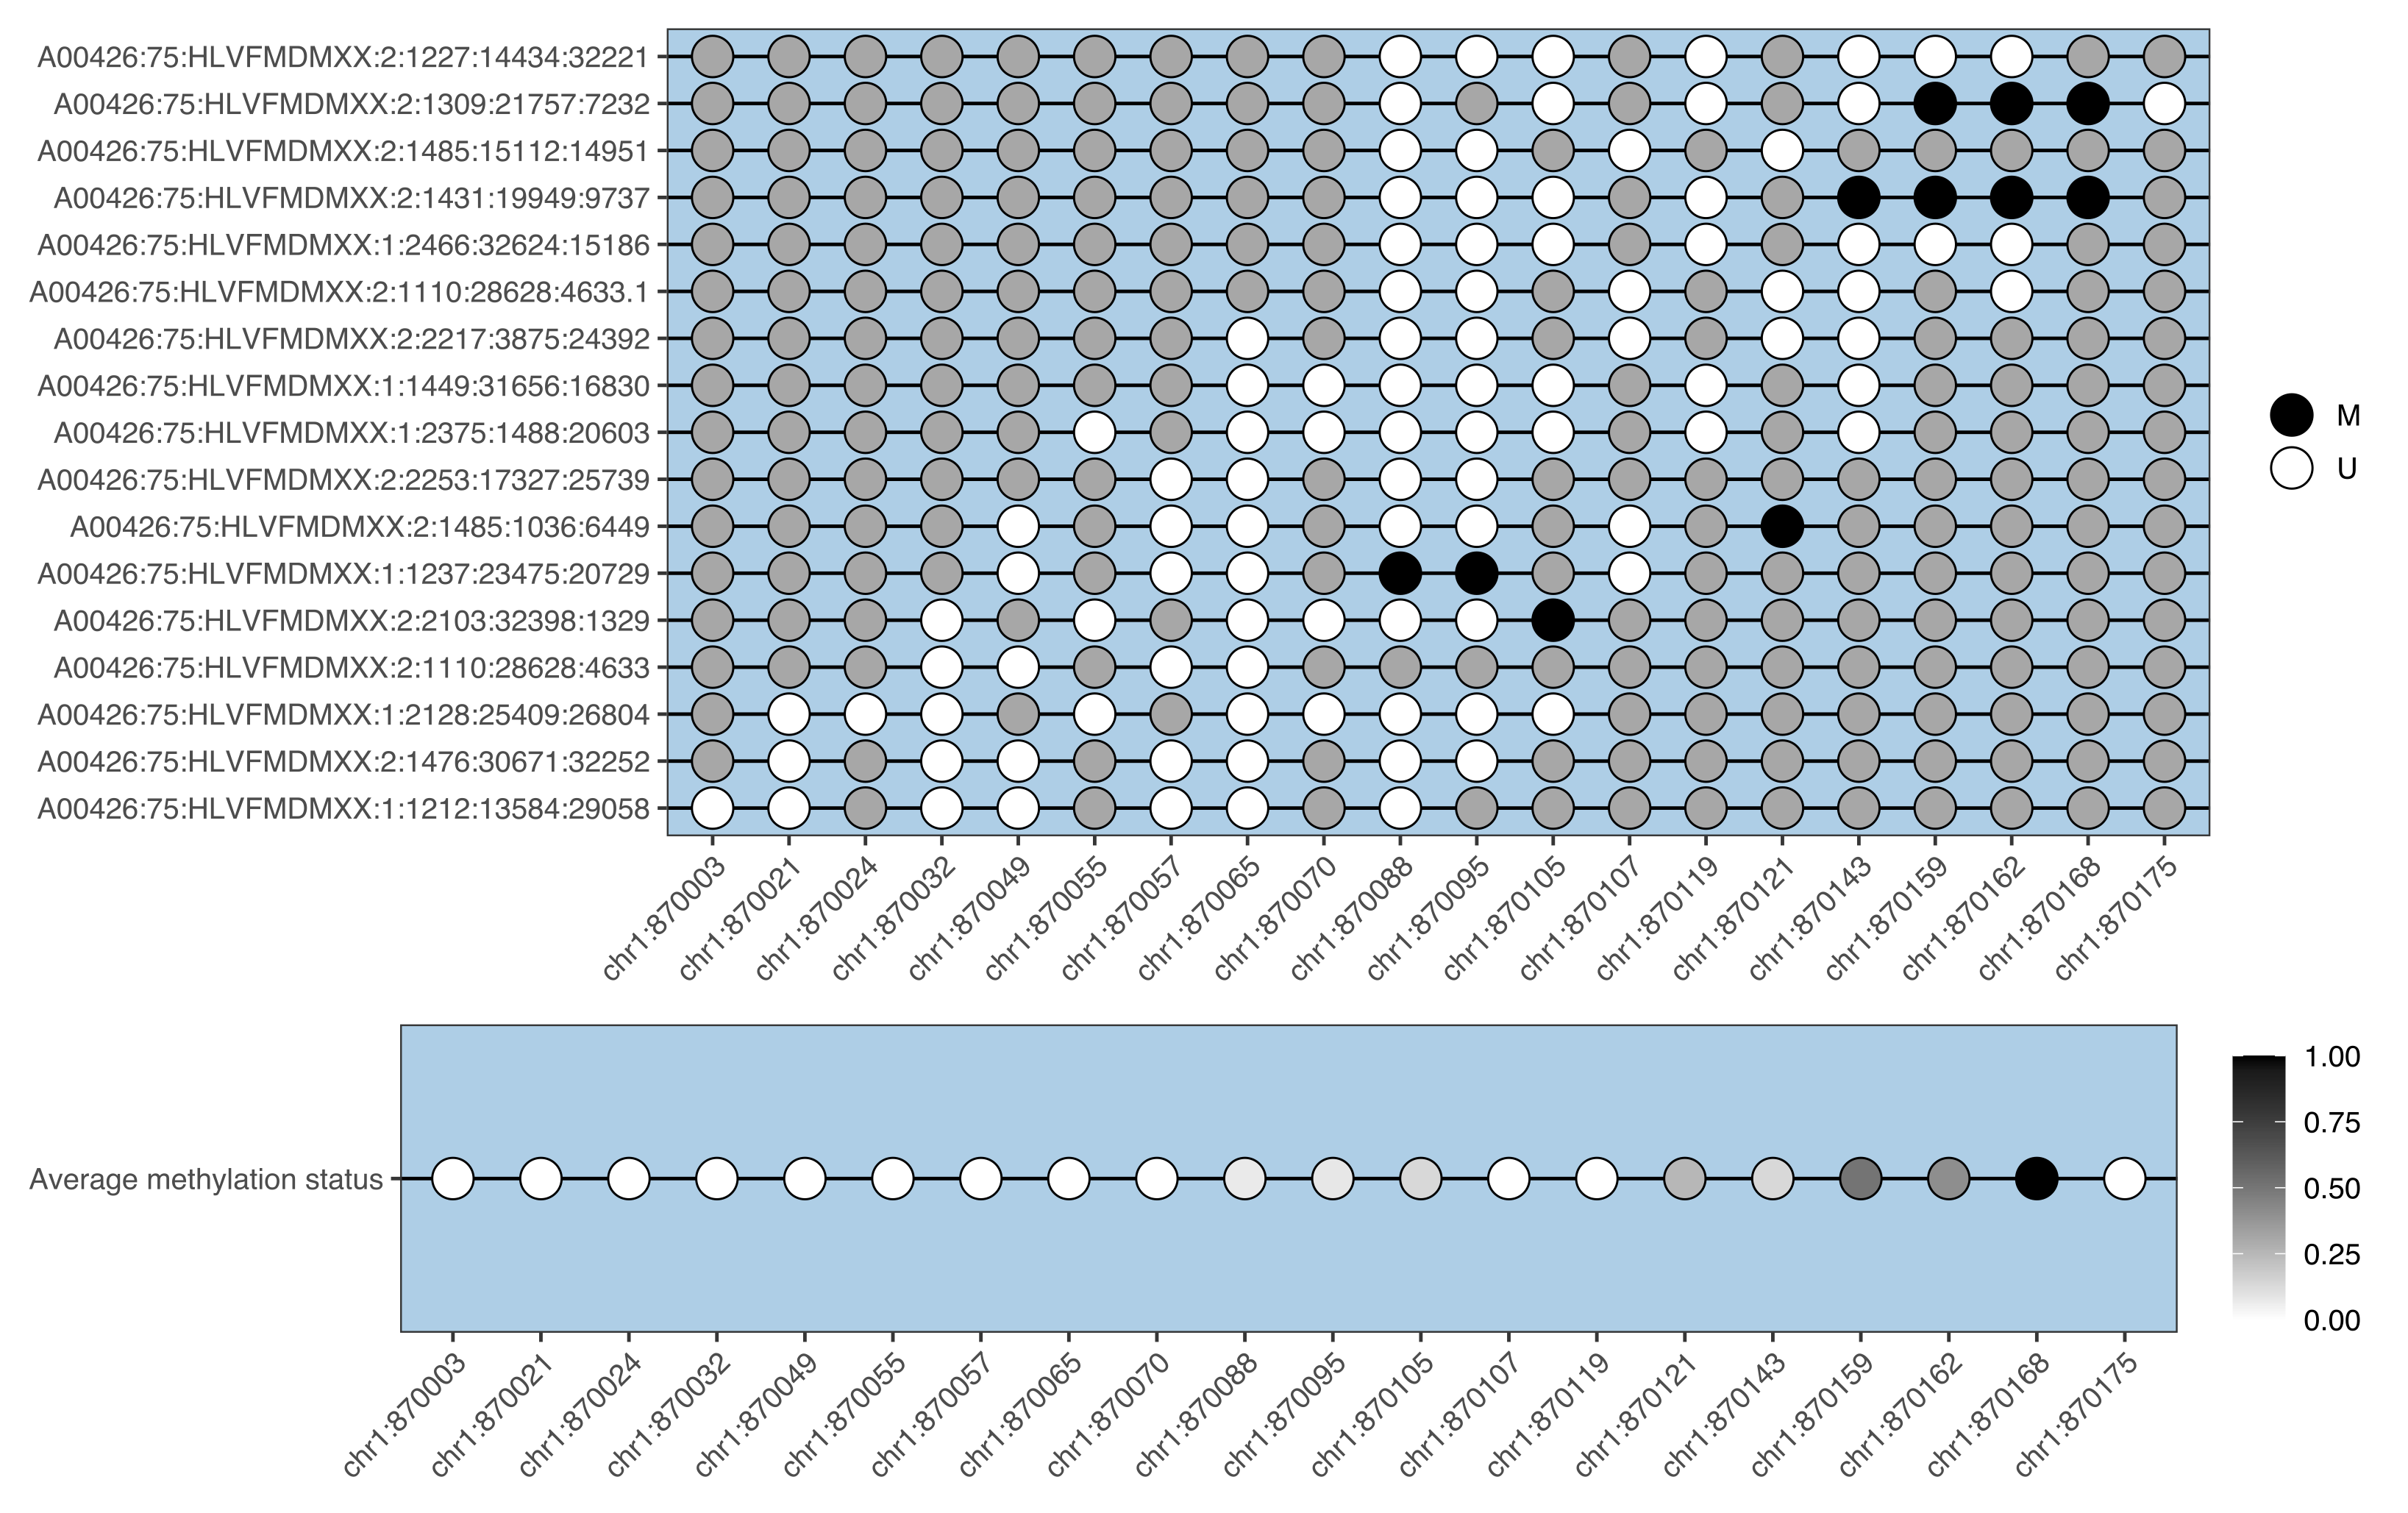 A00426:75:HLVFMDMXX:2:1227:14434:32221
A00426:75:HLVFMDMXX:2:1309:21757:7232
A00426:75:HLVFMDMXX:2:1485:15112:14951
A00426:75:HLVFMDMXX:2:1431:19949:9737
A00426:75:HLVFMDMXX:1:2466:32624:15186
A00426:75:HLVFMDMXX:2:1110:28628:4633.1
A00426:75:HLVFMDMXX:2:2217:3875:24392
A00426:75:HLVFMDMXX:1:1449:31656:16830
A00426:75:HLVFMDMXX:1:2375:1488:20603
A00426:75:HLVFMDMXX:2:2253:17327:25739
A00426:75:HLVFMDMXX:2:1485:1036:6449
A00426:75:HLVFMDMXX:1:1237:23475:20729
A00426:75:HLVFMDMXX:2:2103:32398:1329
A00426:75:HLVFMDMXX:2:1110:28628:4633
A00426:75:HLVFMDMXX:1:2128:25409:26804
A00426:75:HLVFMDMXX:2:1476:30671:32252
A00426:75:HLVFMDMXX:1:1212:13584:29058
chr1:870003
chr1:870021
chr1:870024
chr1:870032
chr1:870049
chr1:870055
chr1:870057
chr1:870065
chr1:870070
chr1:870088
chr1:870095
chr1:870105
chr1:870107
chr1:870119
chr1:870121
chr1:870143
chr1:870159
chr1:870162
chr1:870168
chr1:870175
M
U
Average methylation status
chr1:870003
chr1:870021
chr1:870024
chr1:870032
chr1:870049
chr1:870055
chr1:870057
chr1:870065
chr1:870070
chr1:870088
chr1:870095
chr1:870105
chr1:870107
chr1:870119
chr1:870121
chr1:870143
chr1:870159
chr1:870162
chr1:870168
chr1:870175
1.00
0.75
0.50
0.25
0.00